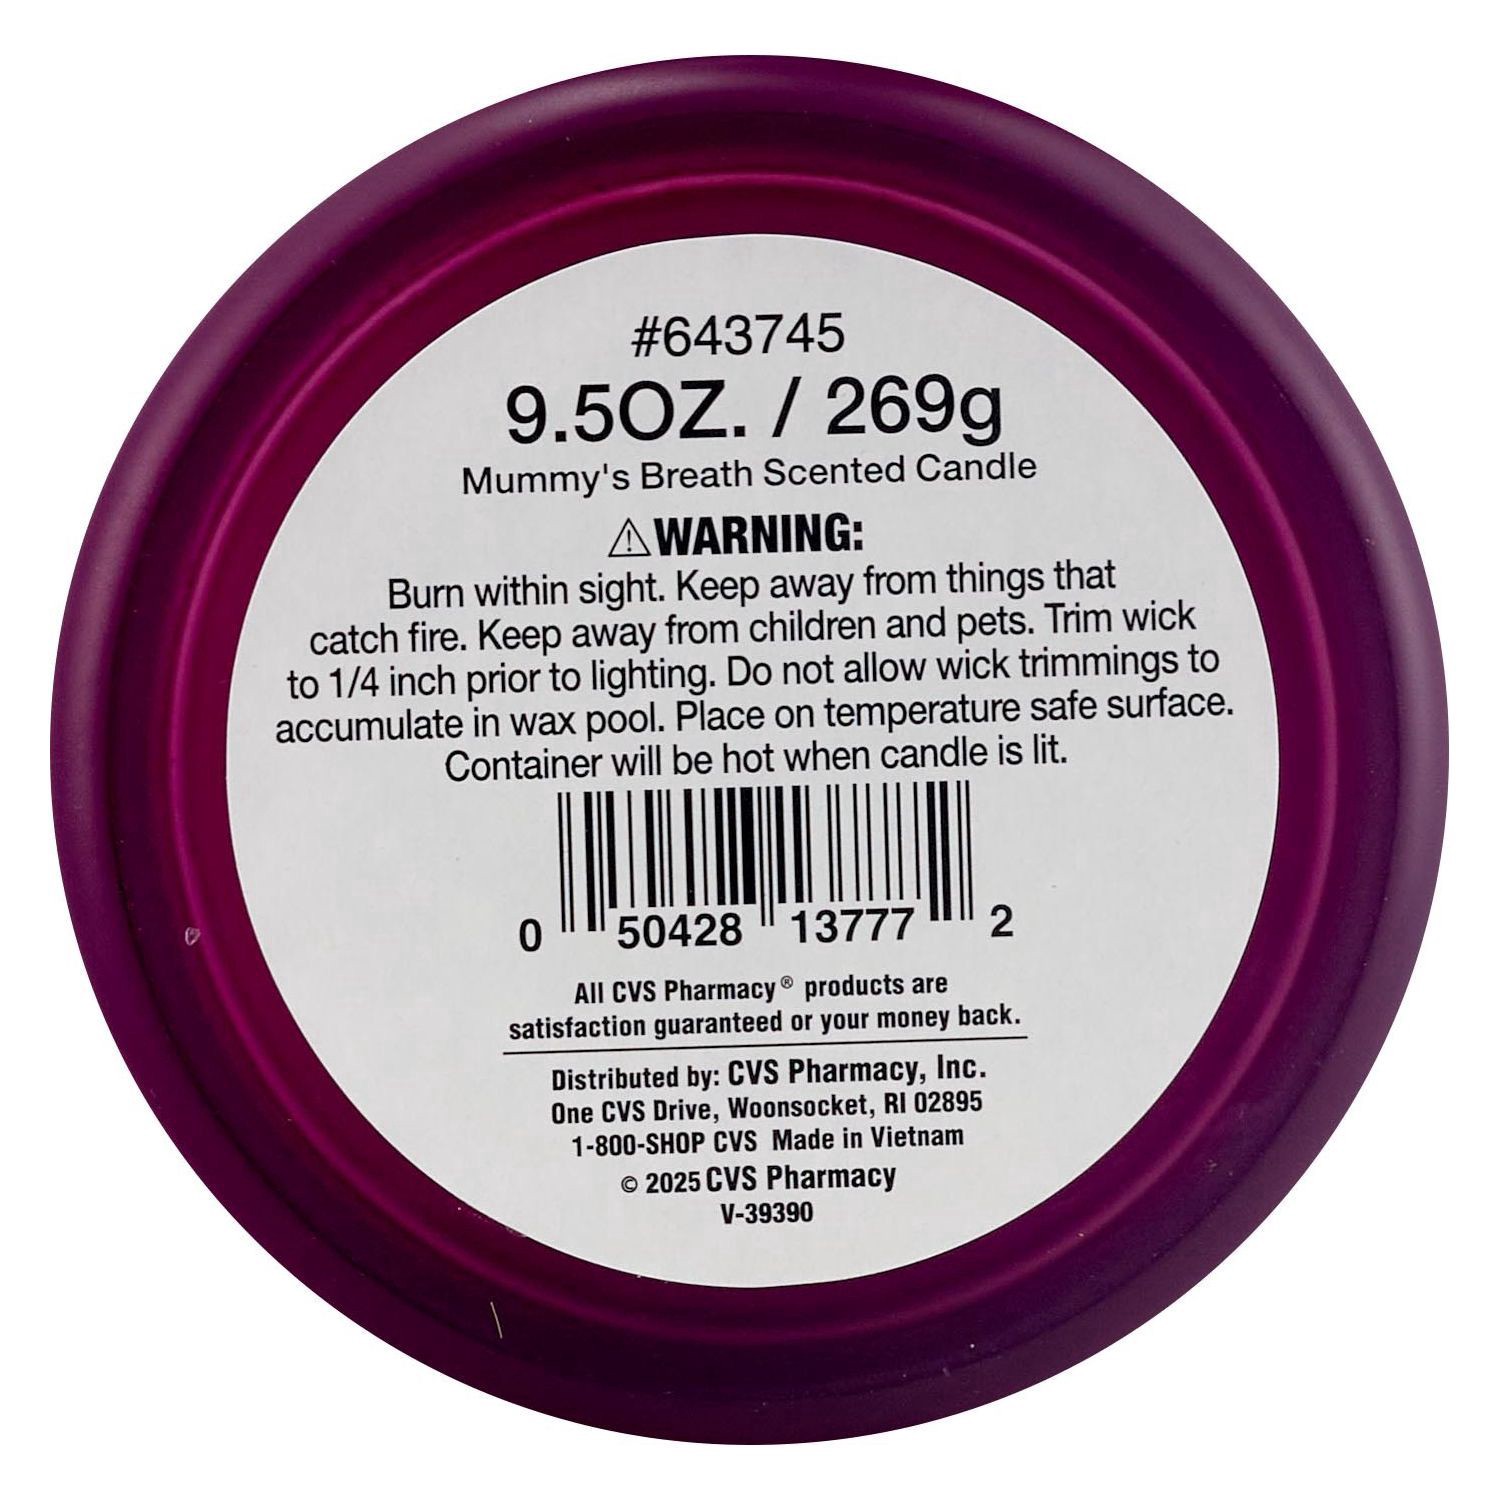 #643745
9.5OZ. / 269g
Mummy's Breath Scented Candle
⚠WARNING:
Burn within sight. Keep away from things that
catch fire. Keep away from children and pets. Trim wick
to 1/4 inch prior to lighting. Do not allow wick trimmings to
accumulate in wax pool. Place on temperature safe surface.
Container will be hot when candle is lit.
0 50428 13777 2
All CVS Pharmacy® products are
satisfaction guaranteed or your money back.
Distributed by: CVS Pharmacy, Inc.
One CVS Drive, Woonsocket, RI 02895
1-800-SHOP CVS Made in Vietnam
© 2025 CVS Pharmacy
V-39390